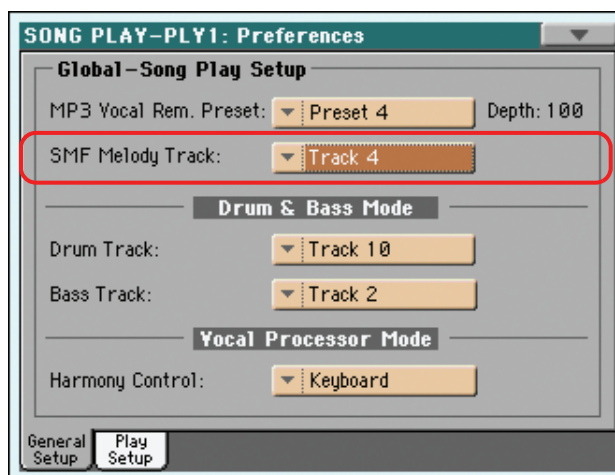 SONG PLAY-PLY1: Preferences
Global-Song Play Setup
MP3 Vocal Rem. Preset: Preset 4 Depth: 100
SMF Melody Track: Track 4
Drum & Bass Mode
Drum Track: Track 10
Bass Track: Track 2
Vocal Processor Mode
Harmony Control: Keyboard
General Setup
Play Setup